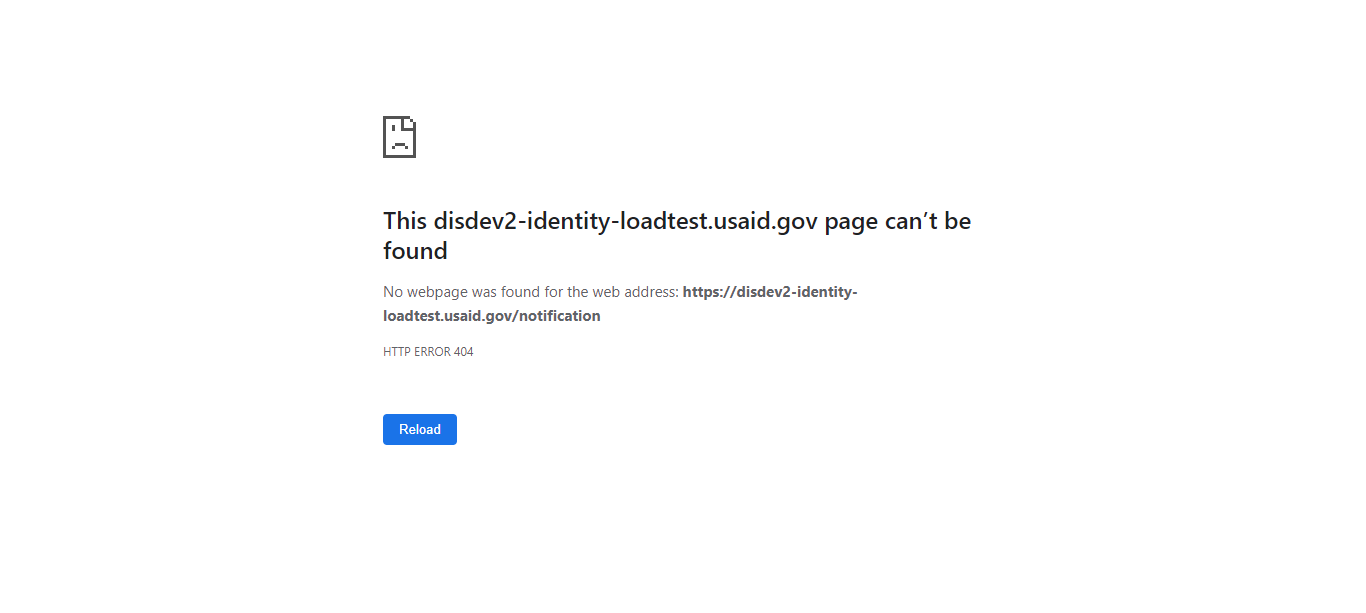 This disdev2-identity-loadtest.usaid.gov page can’t be
found
No webpage was found for the web address: https://disdev2-identity-
loadtest.usaid.gov/notification
HTTP ERROR 404
Reload